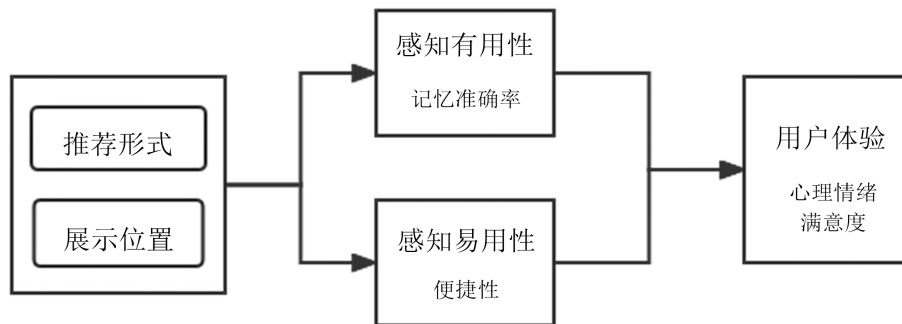 推荐形式
展示位置
感知有用性
记忆准确率
感知易用性
便捷性
用户体验
心理情绪
满意度